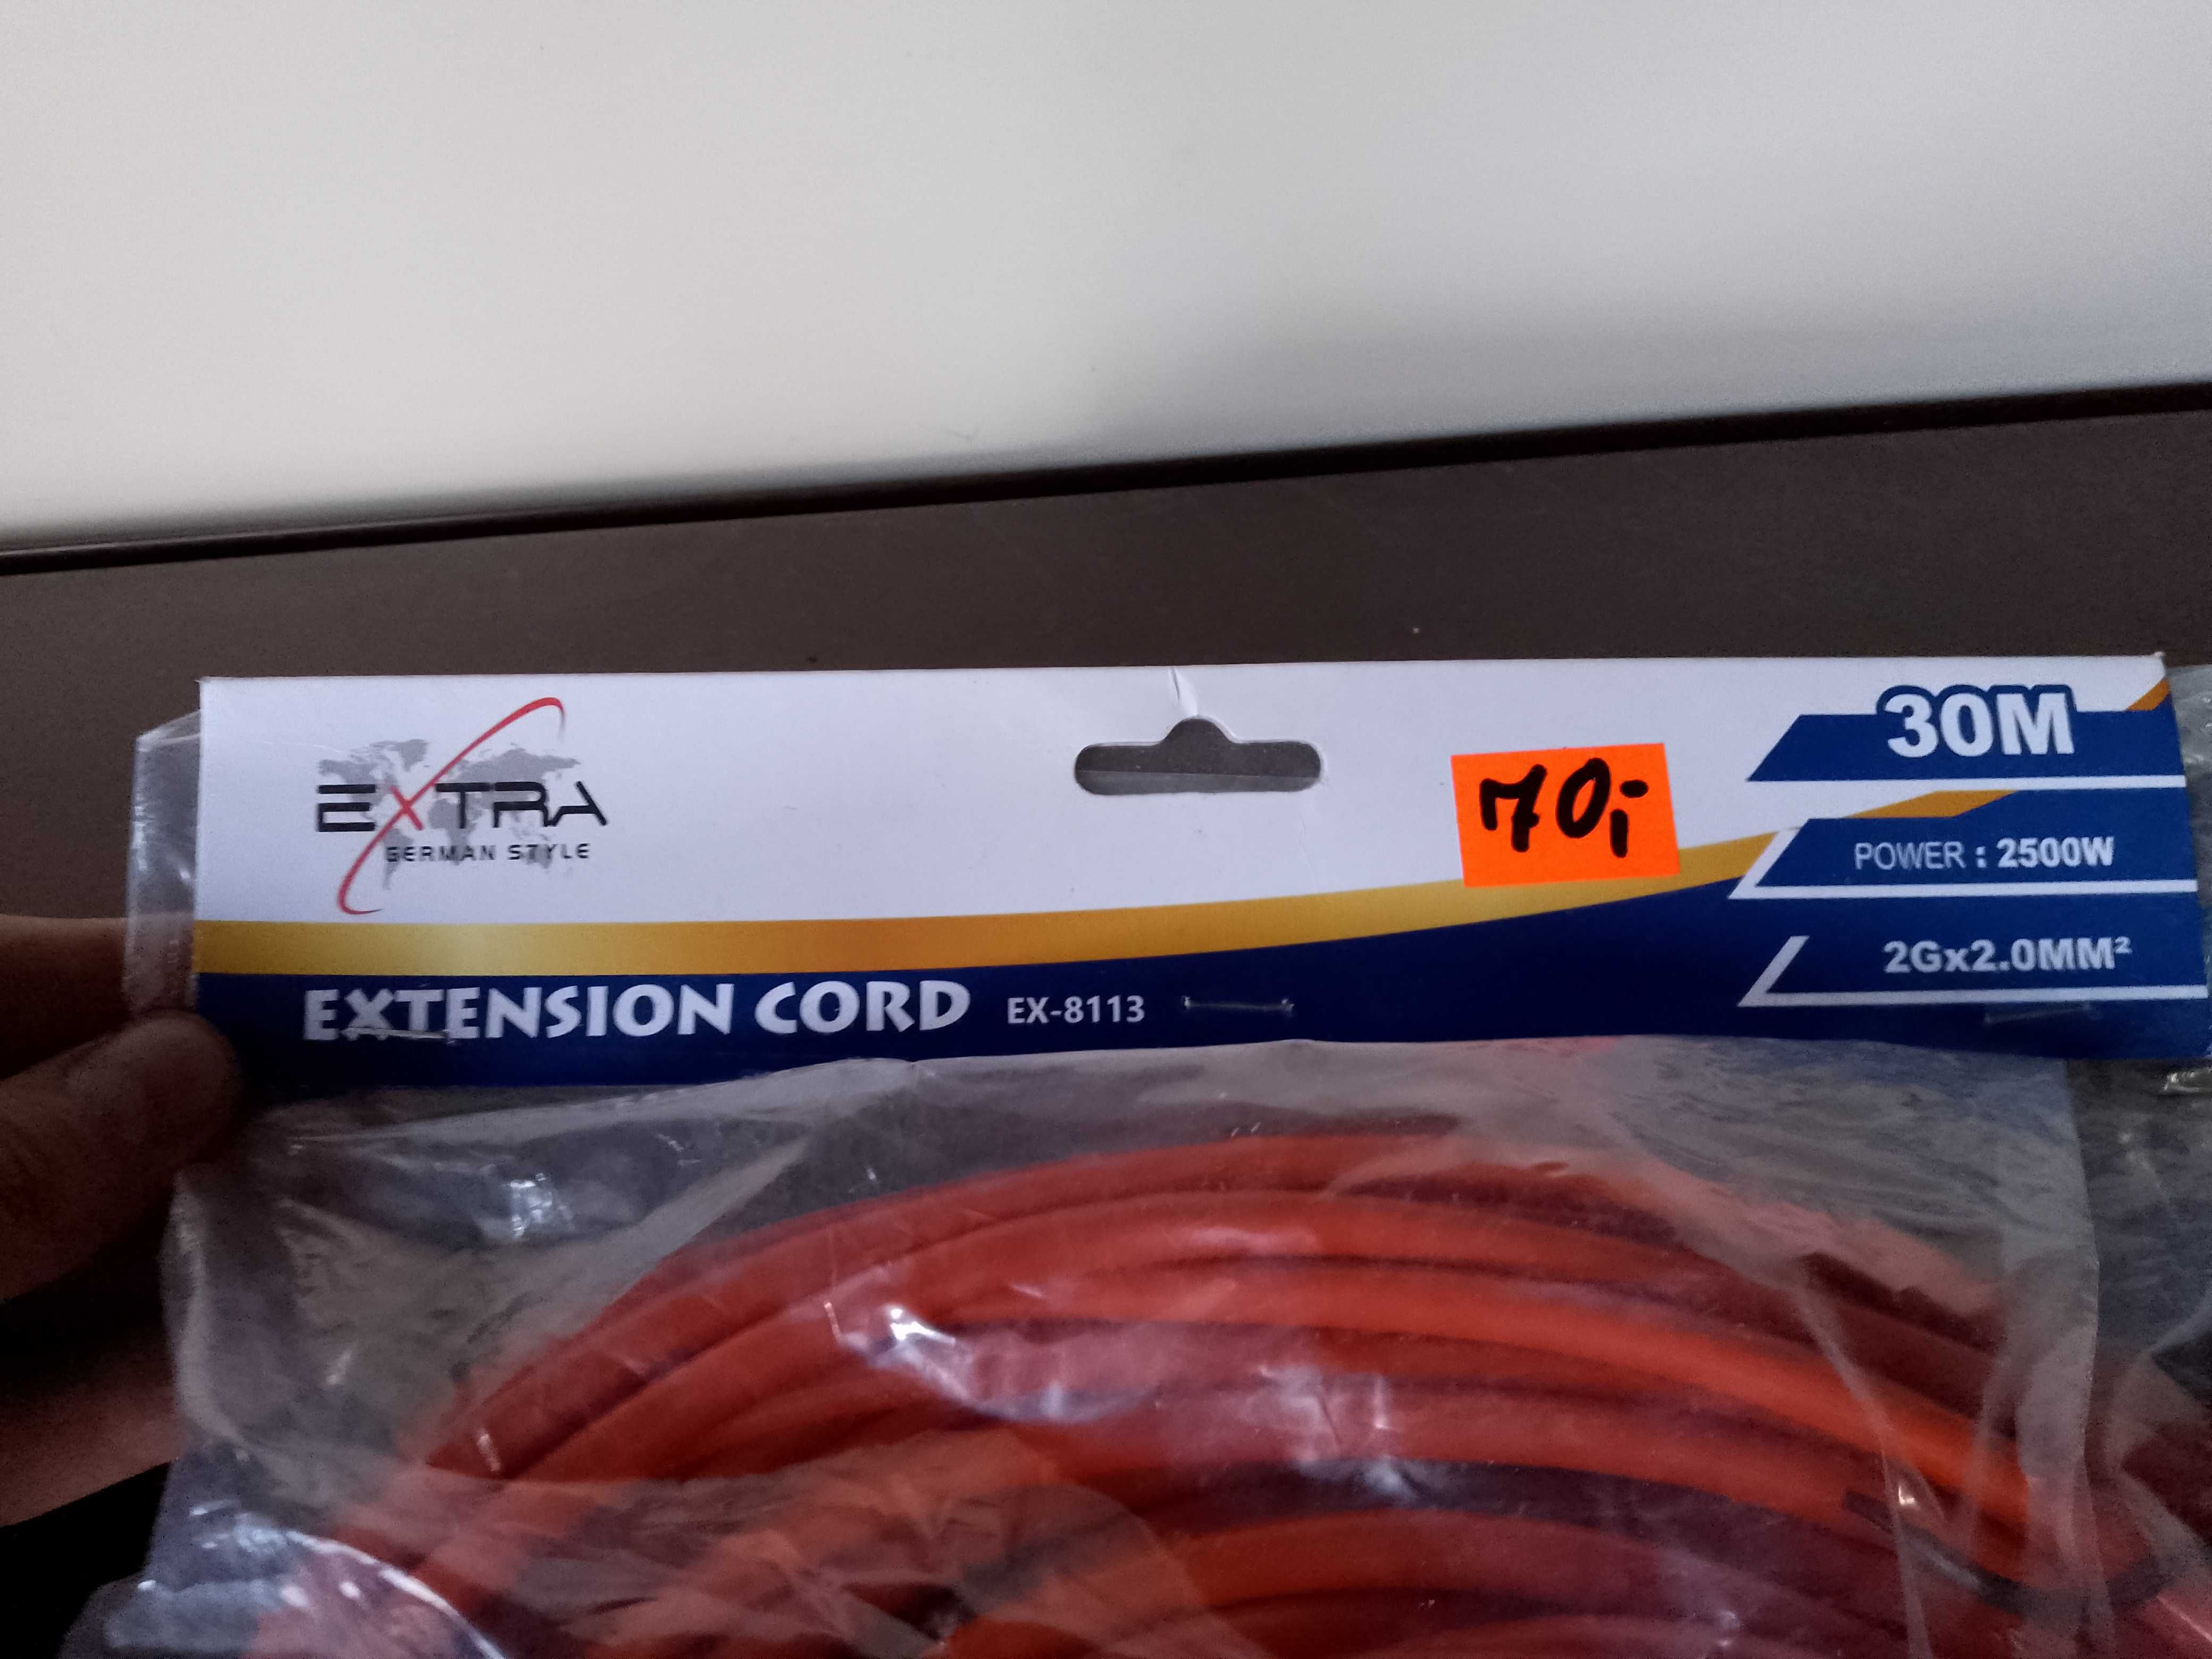 EXTRA
GERMAN STYLE
70,-
30M
POWER : 2500W
2Gx2.0MM²
EXTENSION CORD EX-8113